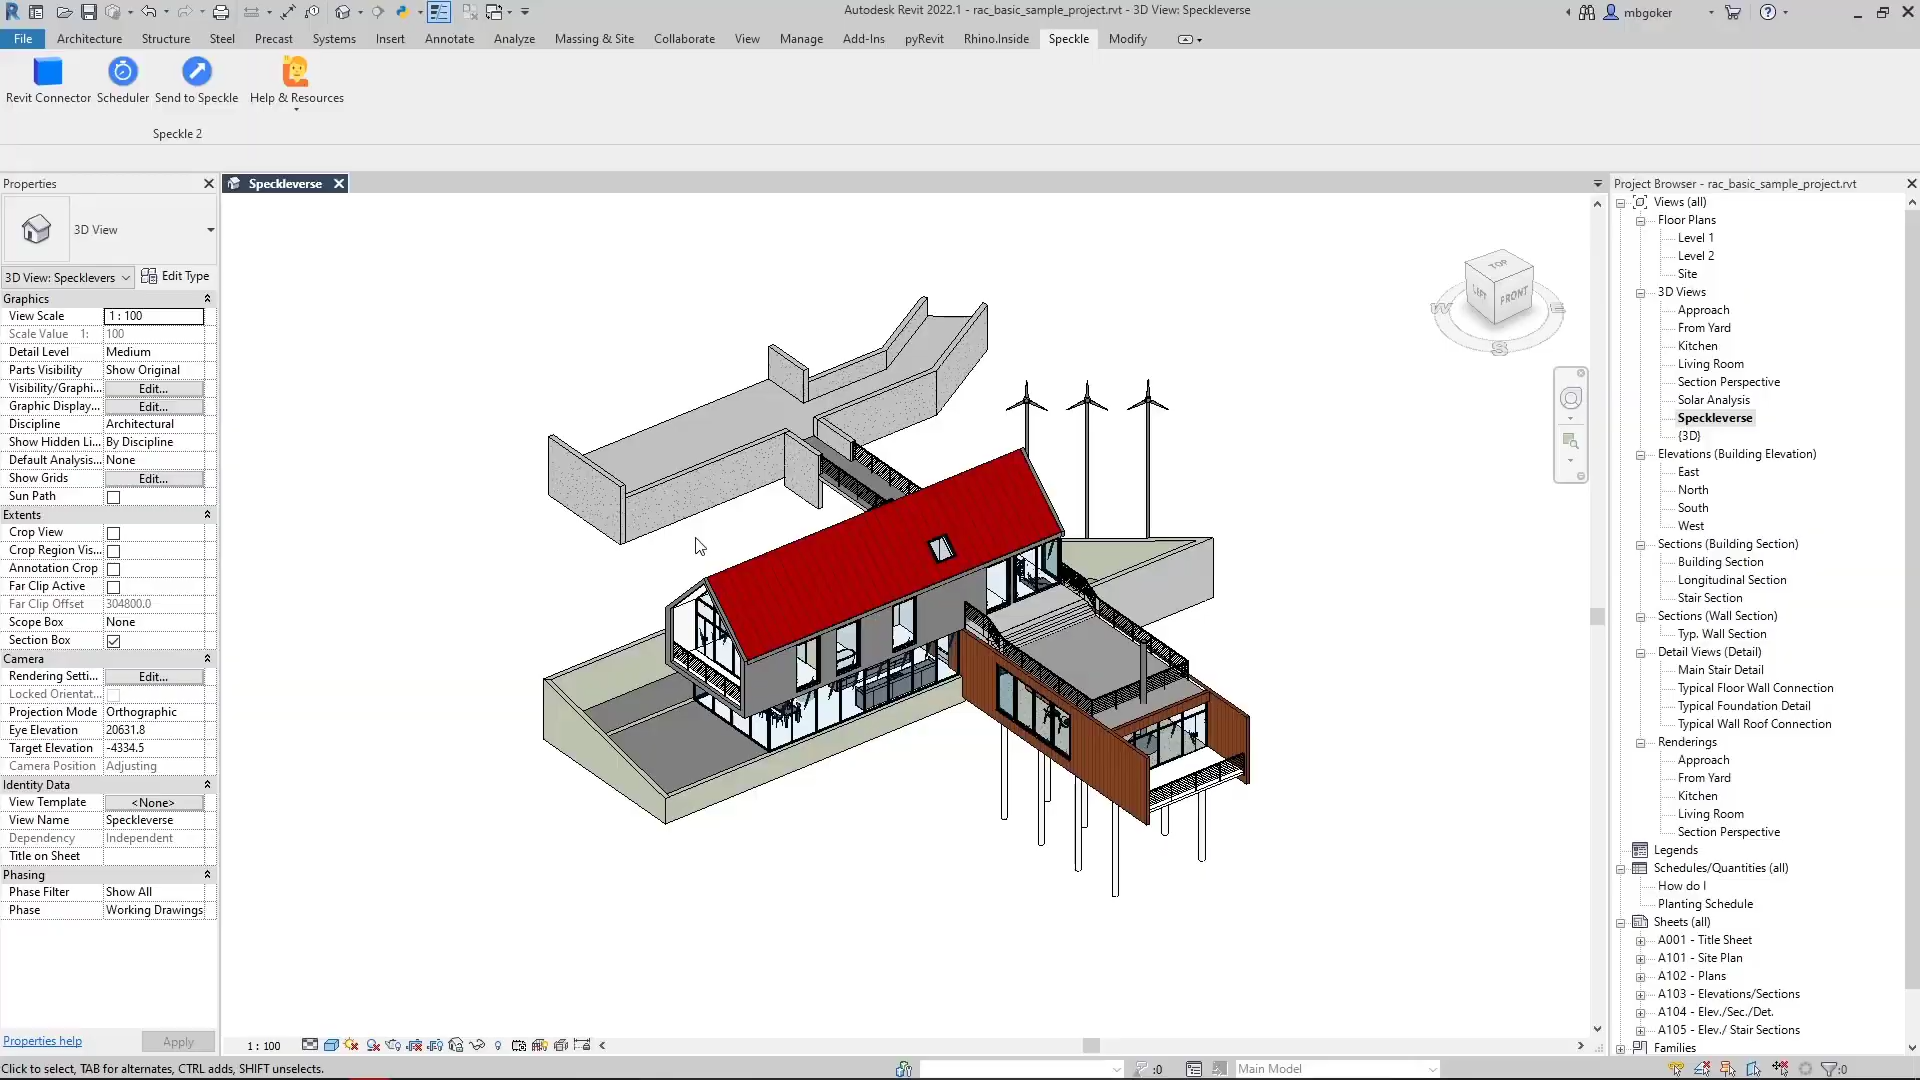 Autodesk Revit 2022.1 - rac_basic_sample_project.rvt - 3D View: Speckleverse
mbgoker
File Architecture Structure Steel Precast Systems Insert Annotate Analyze Massing & Site Collaborate View Manage Add-Ins pyRevit Rhino.Inside Speckle Modify
Revit Connector Scheduler Send to Speckle Help & Resources
Speckle 2
Properties
3D View
3D View: Specklevers Edit Type
Graphics
View Scale 1 : 100
Scale Value 1: 100
Detail Level Medium
Parts Visibility Show Original
Visibility/Graphi... Edit...
Graphic Display... Edit...
Discipline Architectural
Show Hidden Li... By Discipline
Default Analysis... None
Show Grids Edit...
Sun Path
Extents
Crop View
Crop Region Vis...
Annotation Crop
Far Clip Active
Far Clip Offset 304800.0
Scope Box None
Section Box
Camera
Rendering Setti... Edit...
Locked Orientat...
Projection Mode Orthographic
Eye Elevation 20631.8
Target Elevation -4334.5
Camera Position Adjusting
Identity Data
View Template <None>
View Name Speckleverse
Dependency Independent
Title on Sheet
Phasing
Phase Filter Show All
Phase Working Drawings
Properties help Apply
Speckleverse
TOP
LEFT FRONT
W E
S
1 : 100
Project Browser - rac_basic_sample_project.rvt
Views (all)
Floor Plans
Level 1
Level 2
Site
3D Views
Approach
From Yard
Kitchen
Living Room
Section Perspective
Solar Analysis
Speckleverse
{3D}
Elevations (Building Elevation)
East
North
South
West
Sections (Building Section)
Building Section
Longitudinal Section
Stair Section
Sections (Wall Section)
Typ. Wall Section
Detail Views (Detail)
Main Stair Detail
Typical Floor Wall Connection
Typical Foundation Detail
Typical Wall Roof Connection
Renderings
Approach
From Yard
Kitchen
Living Room
Section Perspective
Legends
Schedules/Quantities (all)
How do I
Planting Schedule
Sheets (all)
A001 - Title Sheet
A101 - Site Plan
A102 - Plans
A103 - Elevations/Sections
A104 - Elev./Sec./Det.
A105 - Elev./ Stair Sections
Families
Click to select, TAB for alternates, CTRL adds, SHIFT unselects.
:0
Main Model
:0